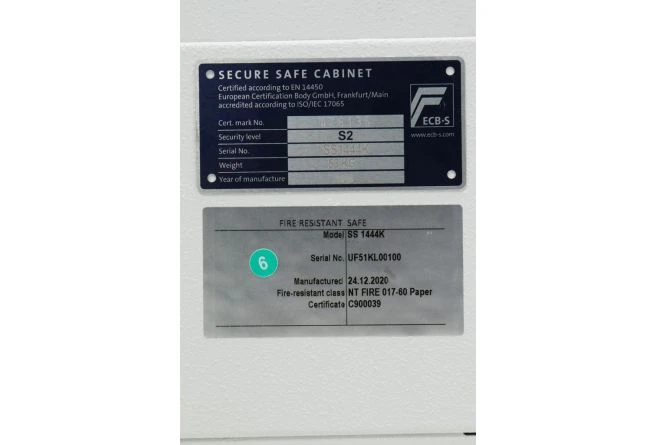 SECURE SAFE CABINET
Certified according to EN 14450
European Certification Body GmbH, Frankfurt/Main
accredited according to ISO/IEC 17065
ECB·S
www.ecb-s.com
Cert. mark No.
Security level S2
Serial No. SS1444K
Weight
Year of manufacture
FIRE RESISTANT SAFE
Model SS 1444K
6
Serial No. UF51KL00100
Manufactured 24.12.2020
Fire-resistant class NT FIRE 017-60 Paper
Certificate C900039